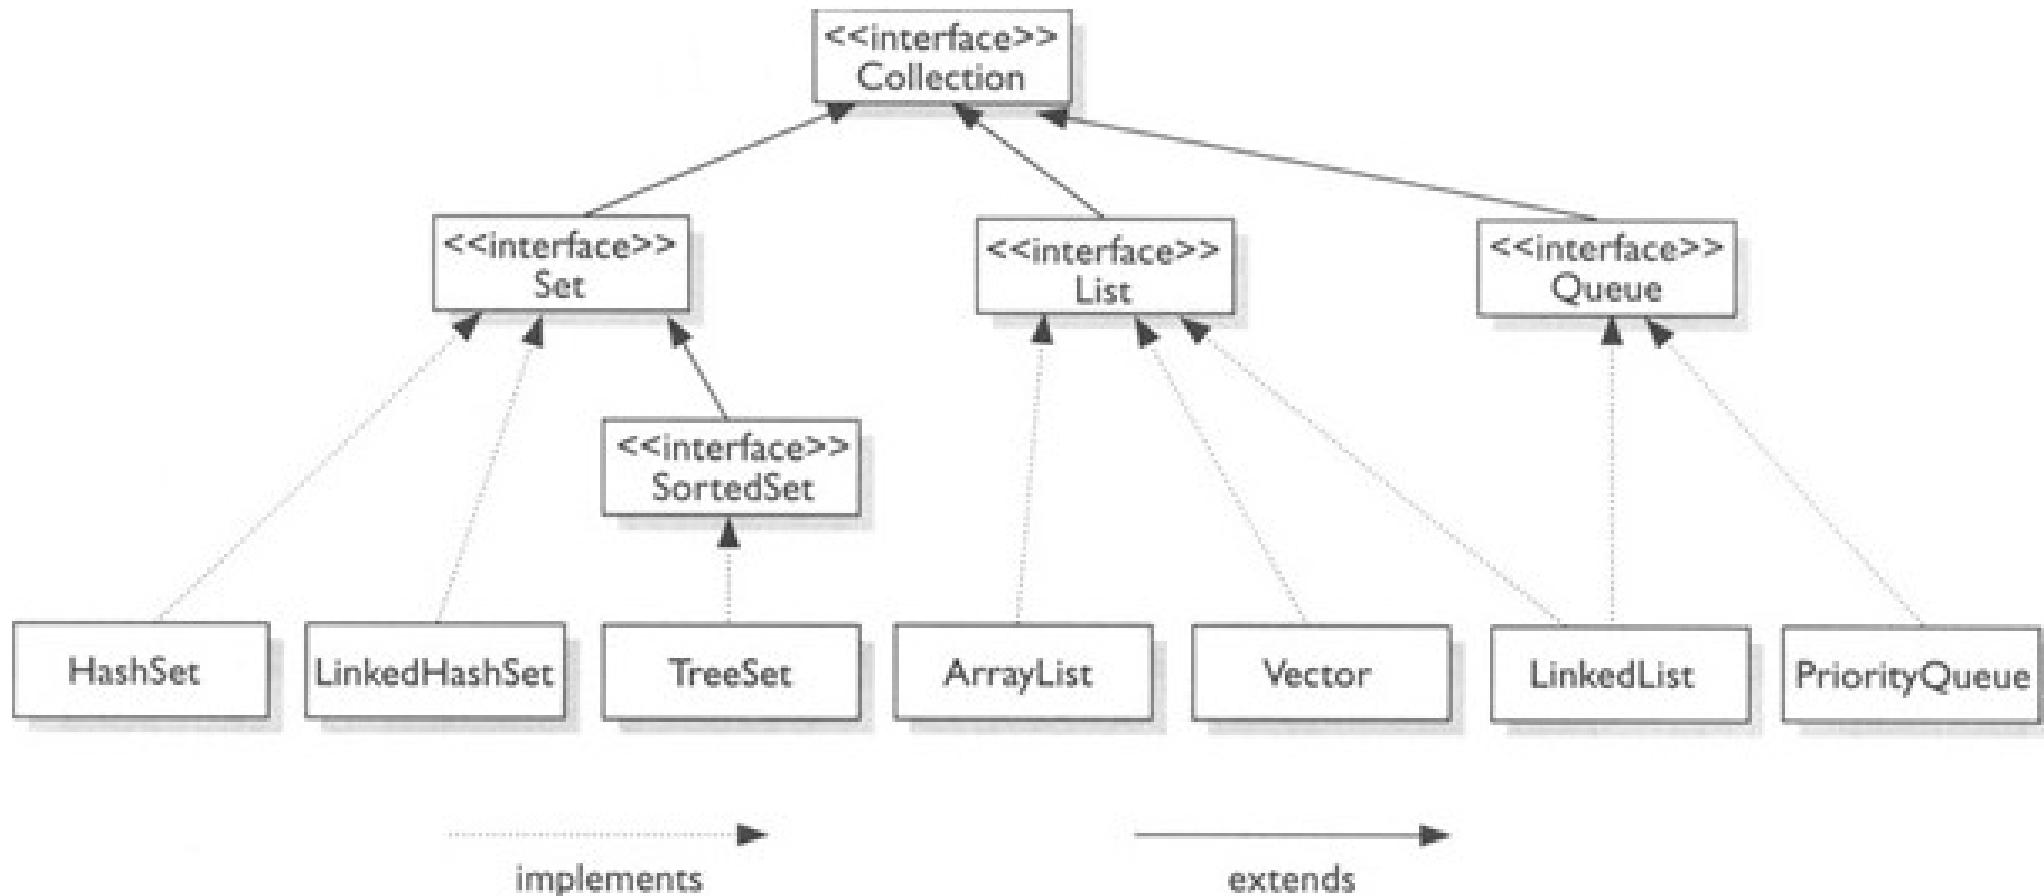 <<interface>>
Collection
<<interface>>
Set
<<interface>>
List
<<interface>>
Queue
<<interface>>
SortedSet
HashSet
LinkedHashSet
TreeSet
ArrayList
Vector
LinkedList
PriorityQueue
implements
extends